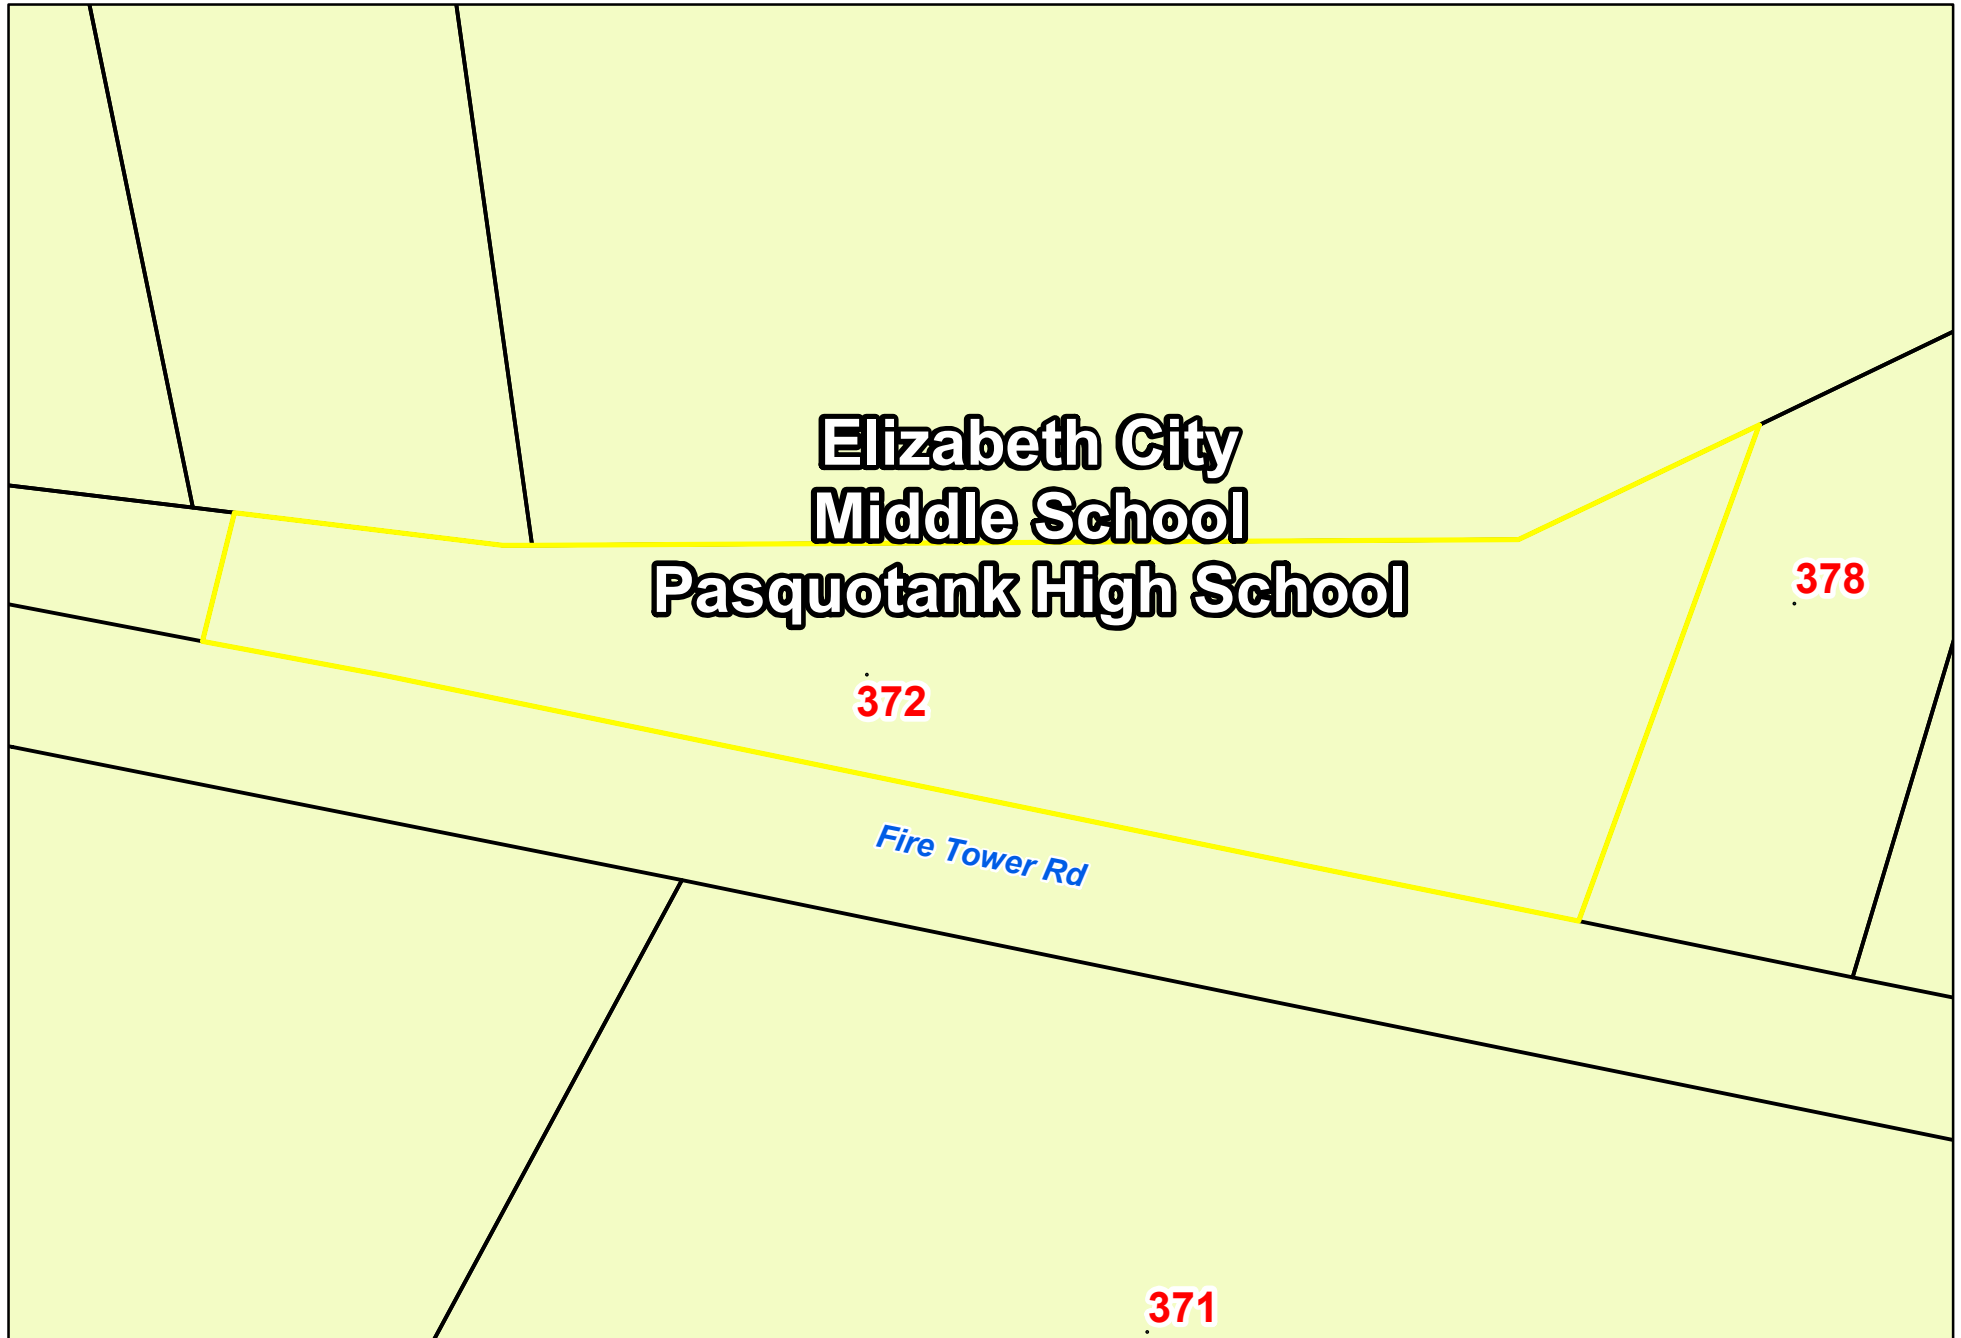 Elizabeth City
Middle School
Pasquotank High School
378
372
Fire Tower Rd
371